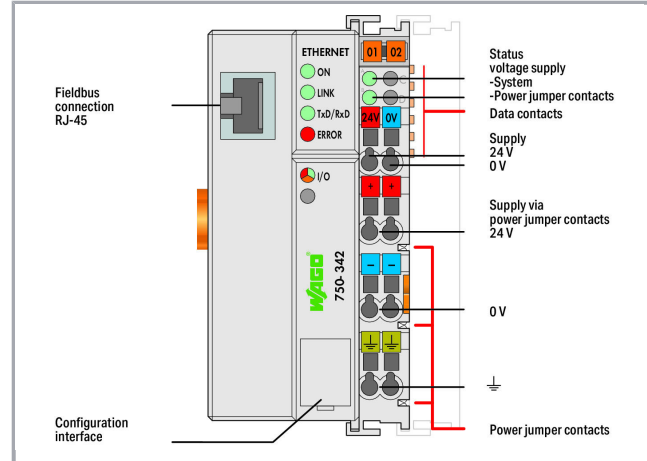 Fieldbus
connection
RJ-45
ETHERNET
ON
LINK
TxD/RxD
ERROR
I/O
WAGO
750-342
Configuration
interface
01 02
24V 0V
+ +
− −
Status
voltage supply
-System
-Power jumper contacts
Data contacts
Supply
24 V
0 V
Supply via
power jumper contacts
24 V
0 V
Power jumper contacts